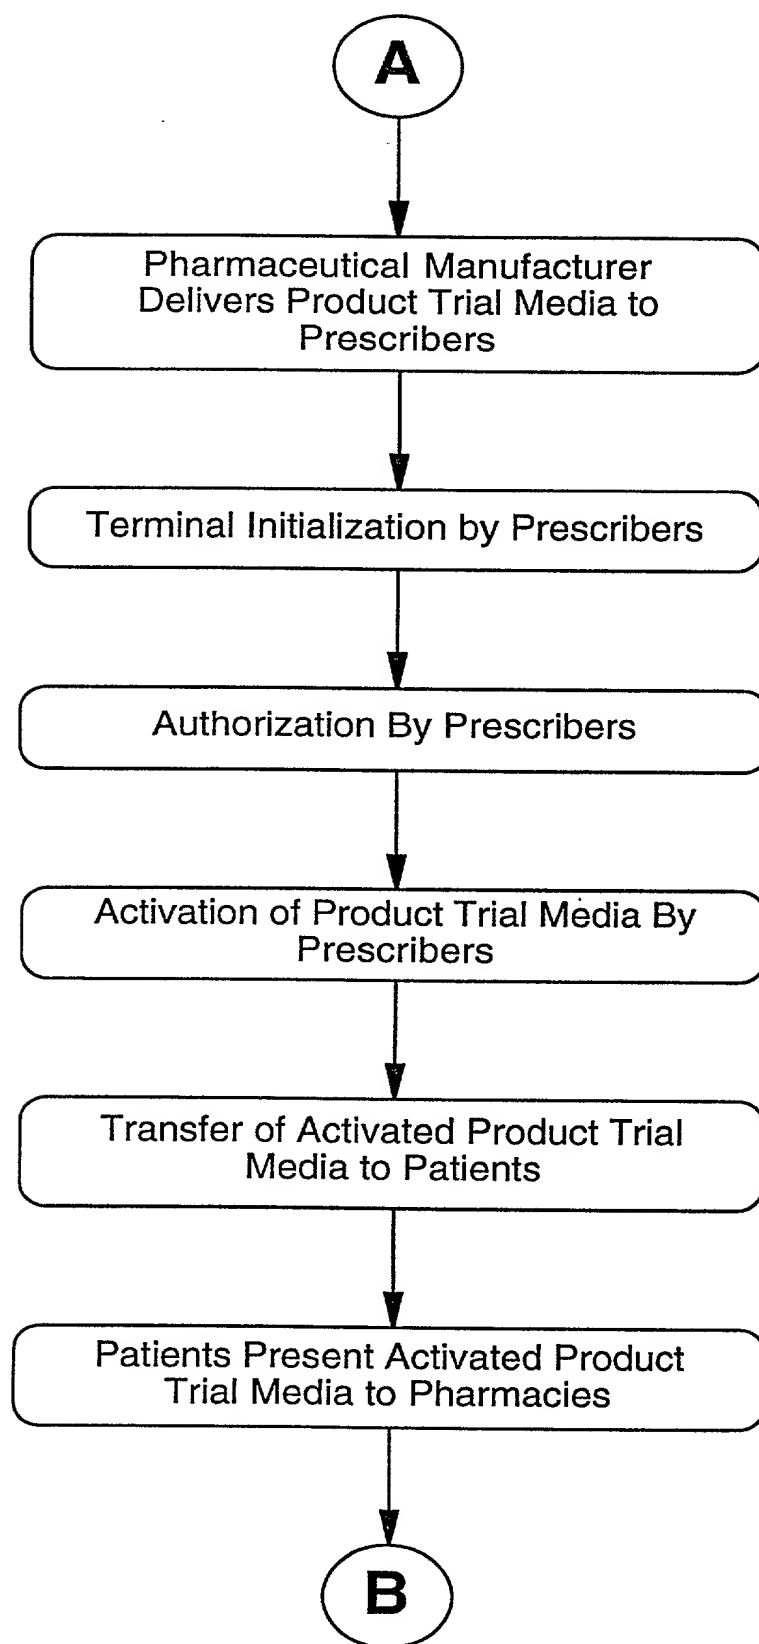 A
Pharmaceutical Manufacturer
Delivers Product Trial Media to
Prescribers
Terminal Initialization by Prescribers
Authorization By Prescribers
Activation of Product Trial Media By
Prescribers
Transfer of Activated Product Trial
Media to Patients
Patients Present Activated Product
Trial Media to Pharmacies
B